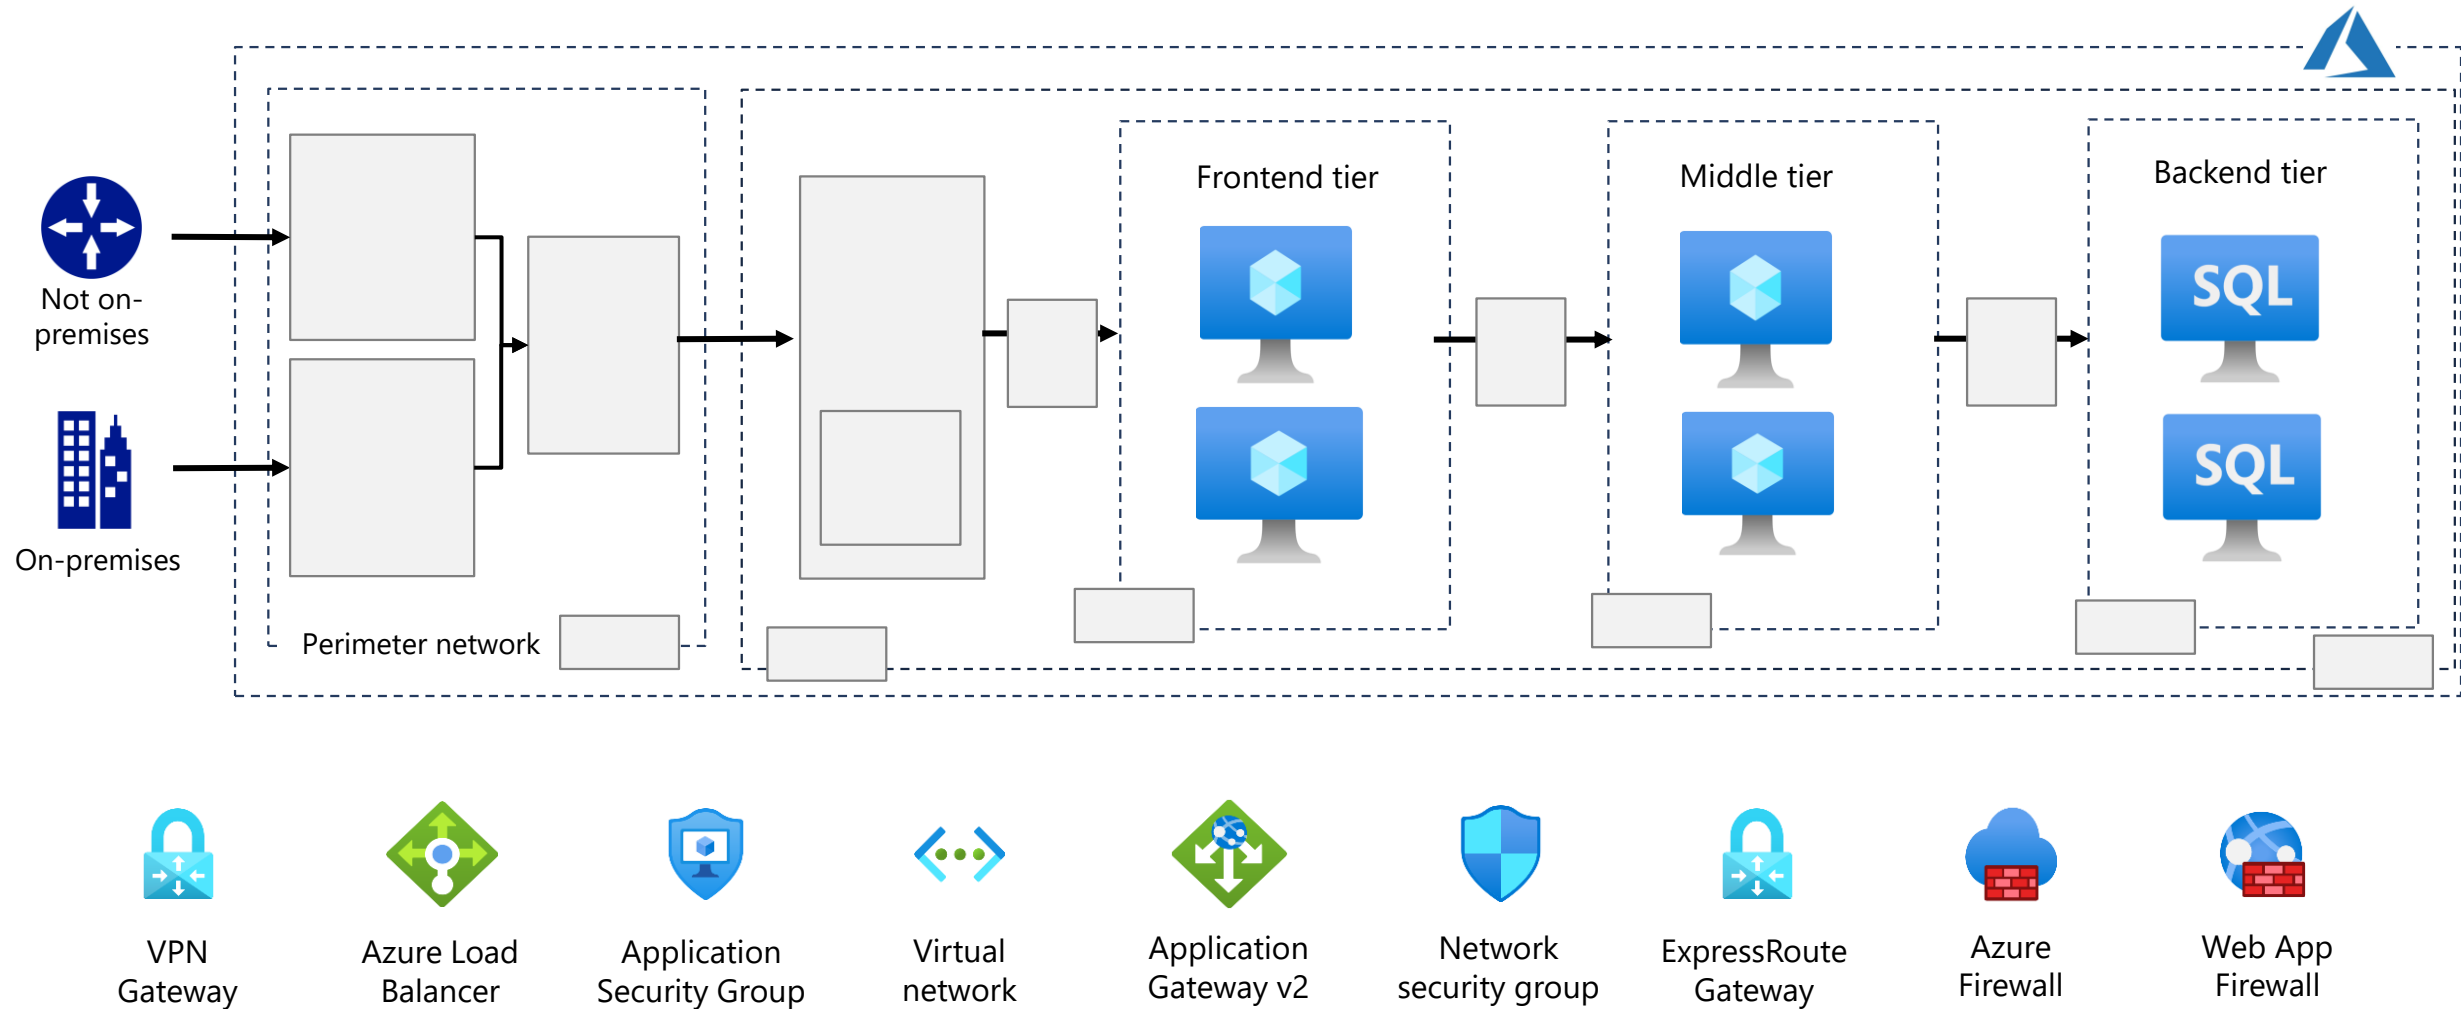 Frontend tier
Middle tier
Backend tier
SQL
SQL
Not on-
premises
On-premises
Perimeter network
VPN
Gateway
Azure Load
Balancer
Application
Security Group
Virtual
network
Application
Gateway v2
Network
security group
ExpressRoute
Gateway
Azure
Firewall
Web App
Firewall